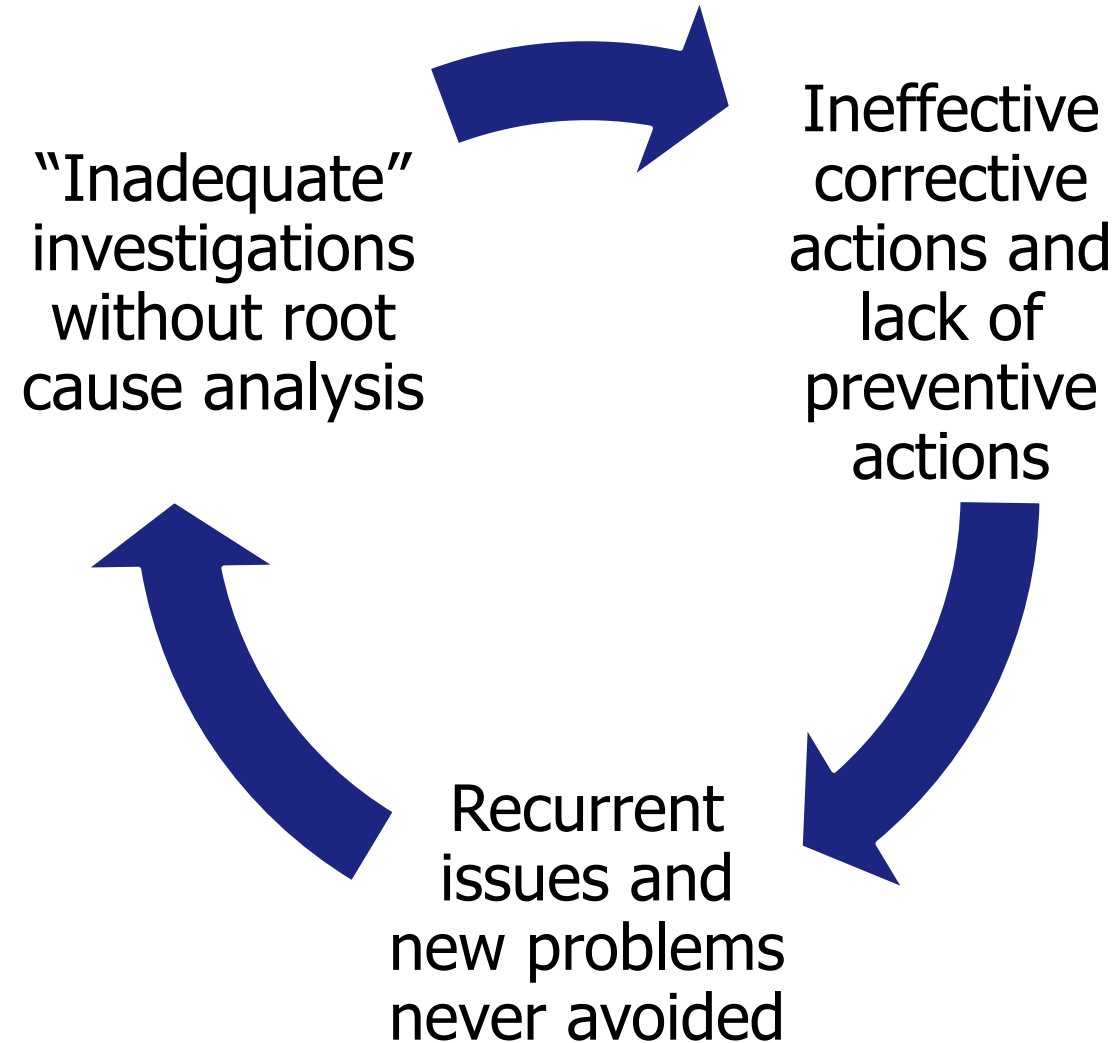 “Inadequate”
investigations
without root
cause analysis
Ineffective
corrective
actions and
lack of
preventive
actions
Recurrent
issues and
new problems
never avoided